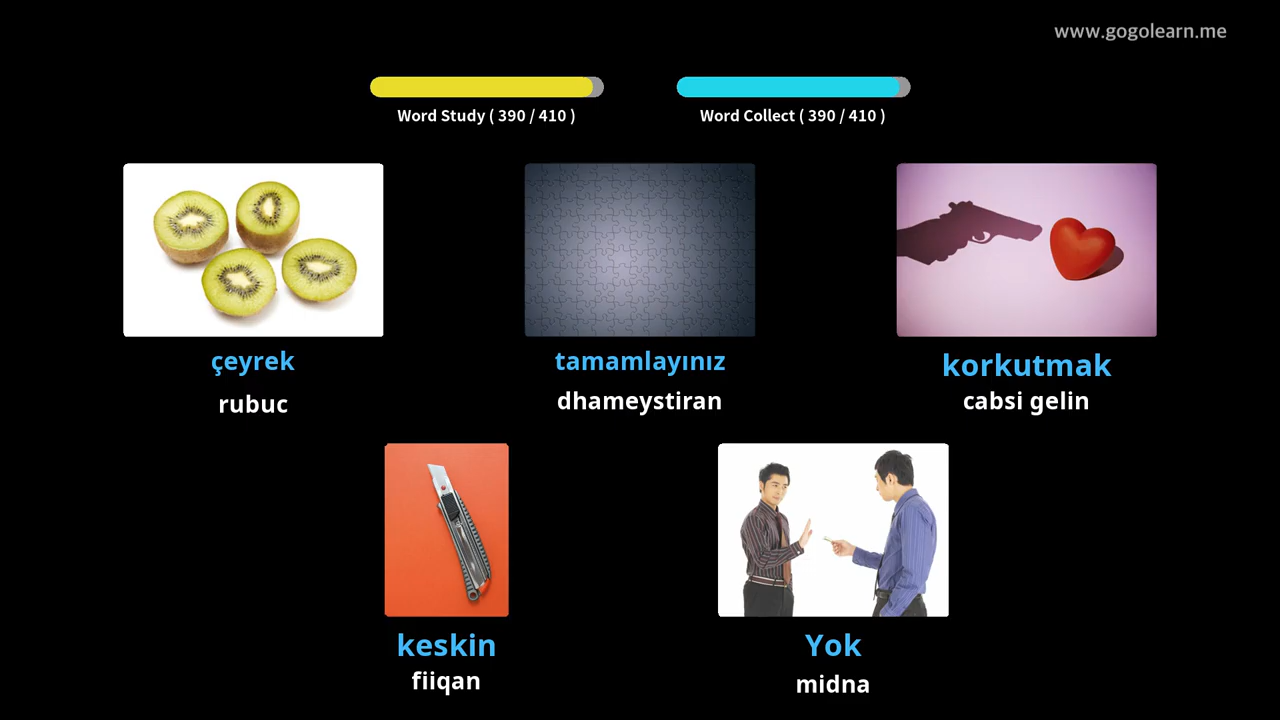 www.gogolearn.me
Word Study ( 390 / 410 )
Word Collect ( 390 / 410 )
çeyrek
rubuc
tamamlayınız
dhameystiran
korkutmak
cabsi gelin
keskin
fiiqan
Yok
midna